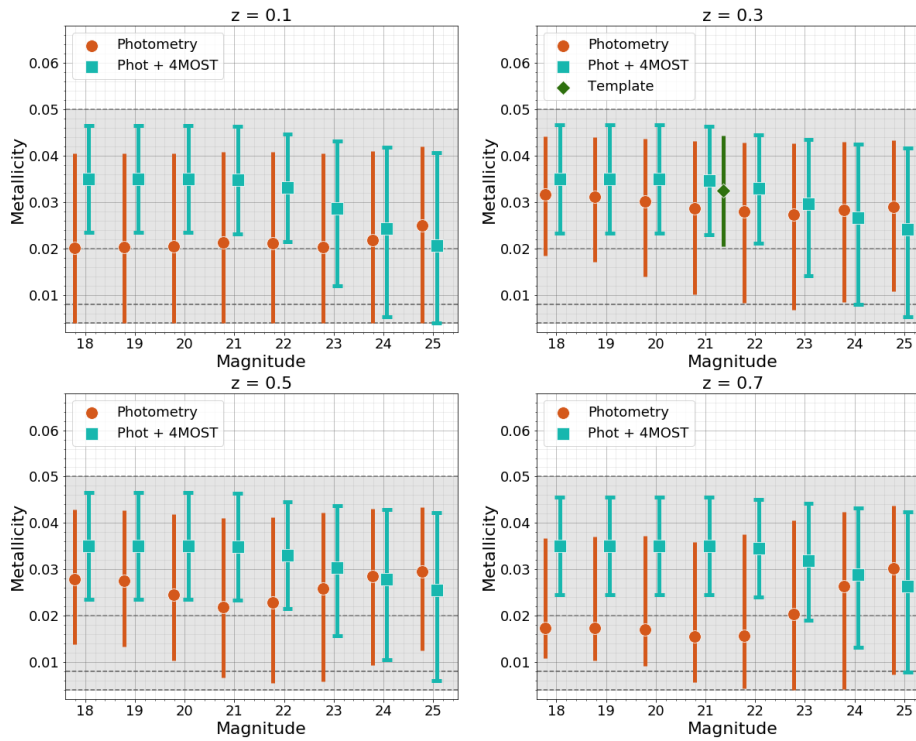 z = 0.1
Photometry
Phot + 4MOST
0.06
0.05
0.04
0.03
0.02
0.01
Metallicity
18 19 20 21 22 23 24 25
Magnitude
z = 0.3
Photometry
Phot + 4MOST
Template
0.06
0.05
0.04
0.03
0.02
0.01
Metallicity
18 19 20 21 22 23 24 25
Magnitude
z = 0.5
Photometry
Phot + 4MOST
0.06
0.05
0.04
0.03
0.02
0.01
Metallicity
18 19 20 21 22 23 24 25
Magnitude
z = 0.7
Photometry
Phot + 4MOST
0.06
0.05
0.04
0.03
0.02
0.01
Metallicity
18 19 20 21 22 23 24 25
Magnitude